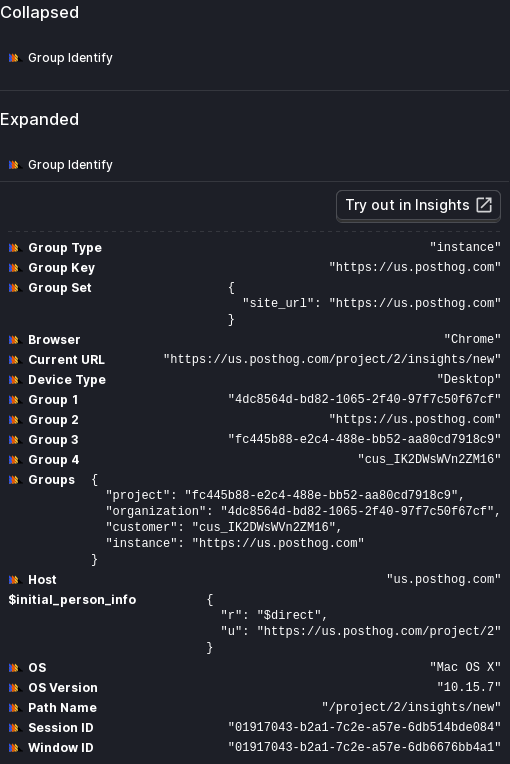 Collapsed
Group Identify
Expanded
Group Identify
Try out in Insights
Group Type "instance"
Group Key "https://us.posthog.com"
Group Set {
"site_url": "https://us.posthog.com"
}
Browser "Chrome"
Current URL "https://us.posthog.com/project/2/insights/new"
Device Type "Desktop"
Group 1 "4dc8564d-bd82-1065-2f40-97f7c50f67cf"
Group 2 "https://us.posthog.com"
Group 3 "fc445b88-e2c4-488e-bb52-aa80cd7918c9"
Group 4 "cus_IK2DWsWVn2ZM16"
Groups {
"project": "fc445b88-e2c4-488e-bb52-aa80cd7918c9",
"organization": "4dc8564d-bd82-1065-2f40-97f7c50f67cf",
"customer": "cus_IK2DWsWVn2ZM16",
"instance": "https://us.posthog.com"
}
Host "us.posthog.com"
$initial_person_info {
"r": "$direct",
"u": "https://us.posthog.com/project/2"
}
OS "Mac OS X"
OS Version "10.15.7"
Path Name "/project/2/insights/new"
Session ID "01917043-b2a1-7c2e-a57e-6db514bde084"
Window ID "01917043-b2a1-7c2e-a57e-6db6676bb4a1"